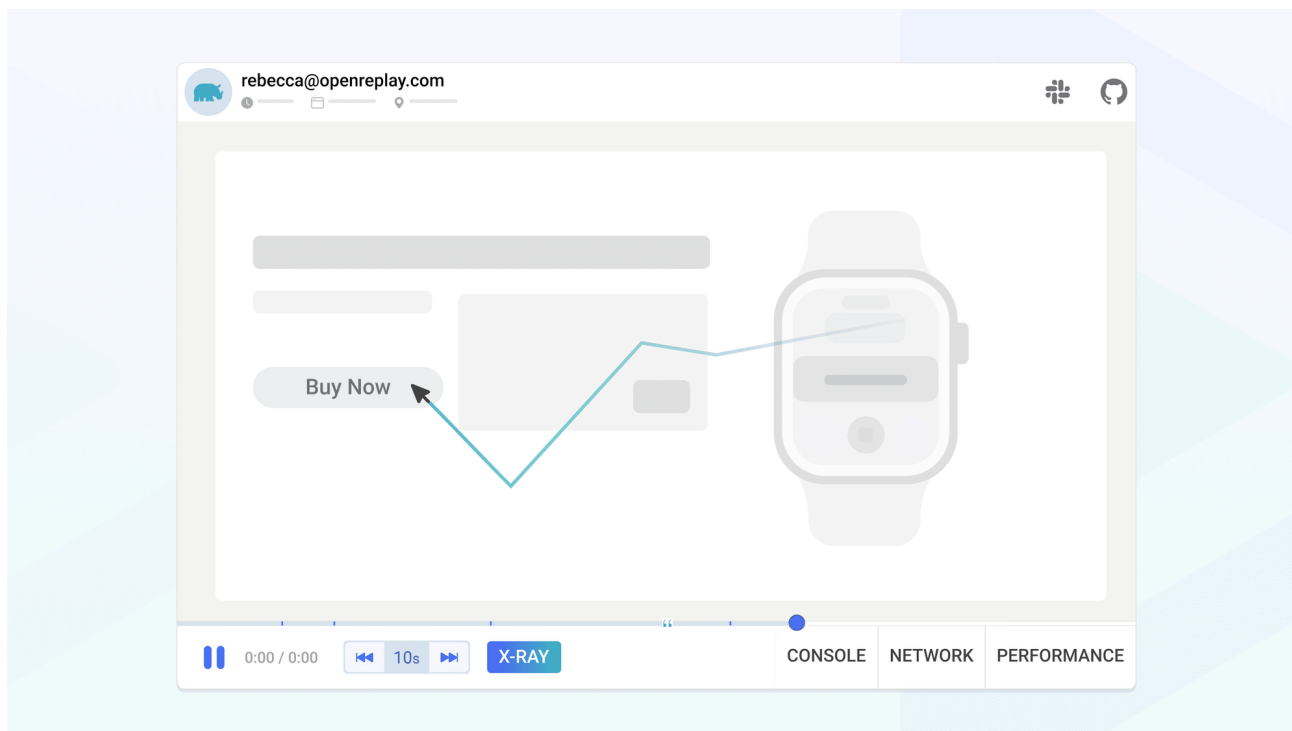 rebecca@openreplay.com
Buy Now
0:00 / 0:00
10s
X-RAY
CONSOLE
NETWORK
PERFORMANCE